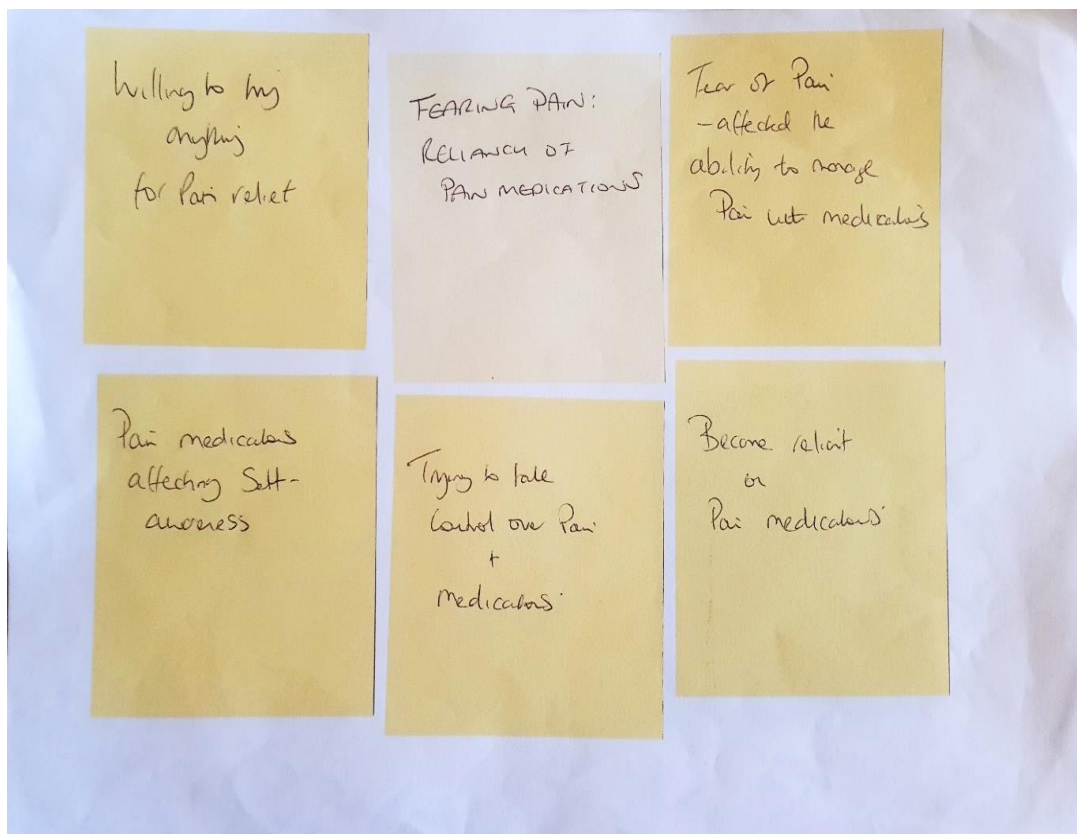 Willing to try
anything
for Pain relief
FEARING PAIN:
RELIANCY OF
PAIN MEDICATIONS
Fear of Pain
- affected the
ability to manage
Pain with medications
Pain medications
affecting Self-
awareness
Trying to take
Control over Pain
+
medications
Become reliant
on
Pain medications